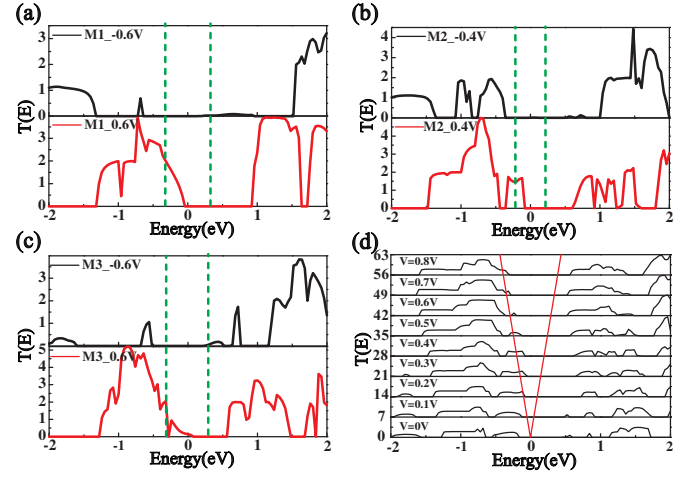 (a)
M1_-0.6V
3
2
1
0
T(E)
M1_0.6V
3
2
1
0
-2 -1 0 1 2
Energy(eV)
(b)
M2_-0.4V
4
3
2
1
0
T(E)
M2_0.4V
4
3
2
1
0
-2 -1 0 1 2
Energy(eV)
(c)
M3_-0.6V
3
2
1
T(E)
M3_0.6V
5
4
3
2
1
0
-2 -1 0 1 2
Energy(eV)
(d)
63
56
49
42
35
28
21
14
7
0
T(E)
V=0.8V
V=0.7V
V=0.6V
V=0.5V
V=0.4V
V=0.3V
V=0.2V
V=0.1V
V=0V
-2 -1 0 1 2
Energy(eV)